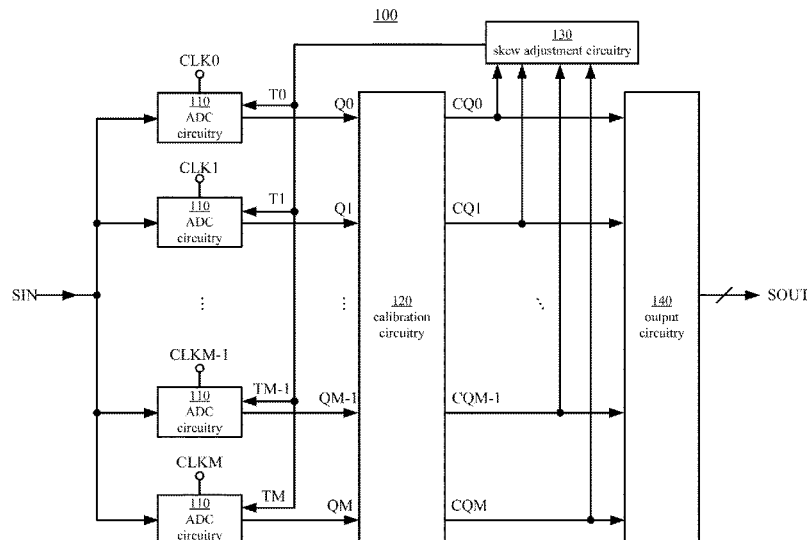 100
130
skew adjustment circuitry
CLK0
110
ADC
circuitry
T0
Q0
CQ0
CLK1
110
ADC
circuitry
T1
Q1
CQ1
SIN
...
...
120
calibration
circuitry
...
140
output
circuitry
SOUT
CLKM-1
110
ADC
circuitry
TM-1
QM-1
CQM-1
CLKM
110
ADC
circuitry
TM
QM
CQM